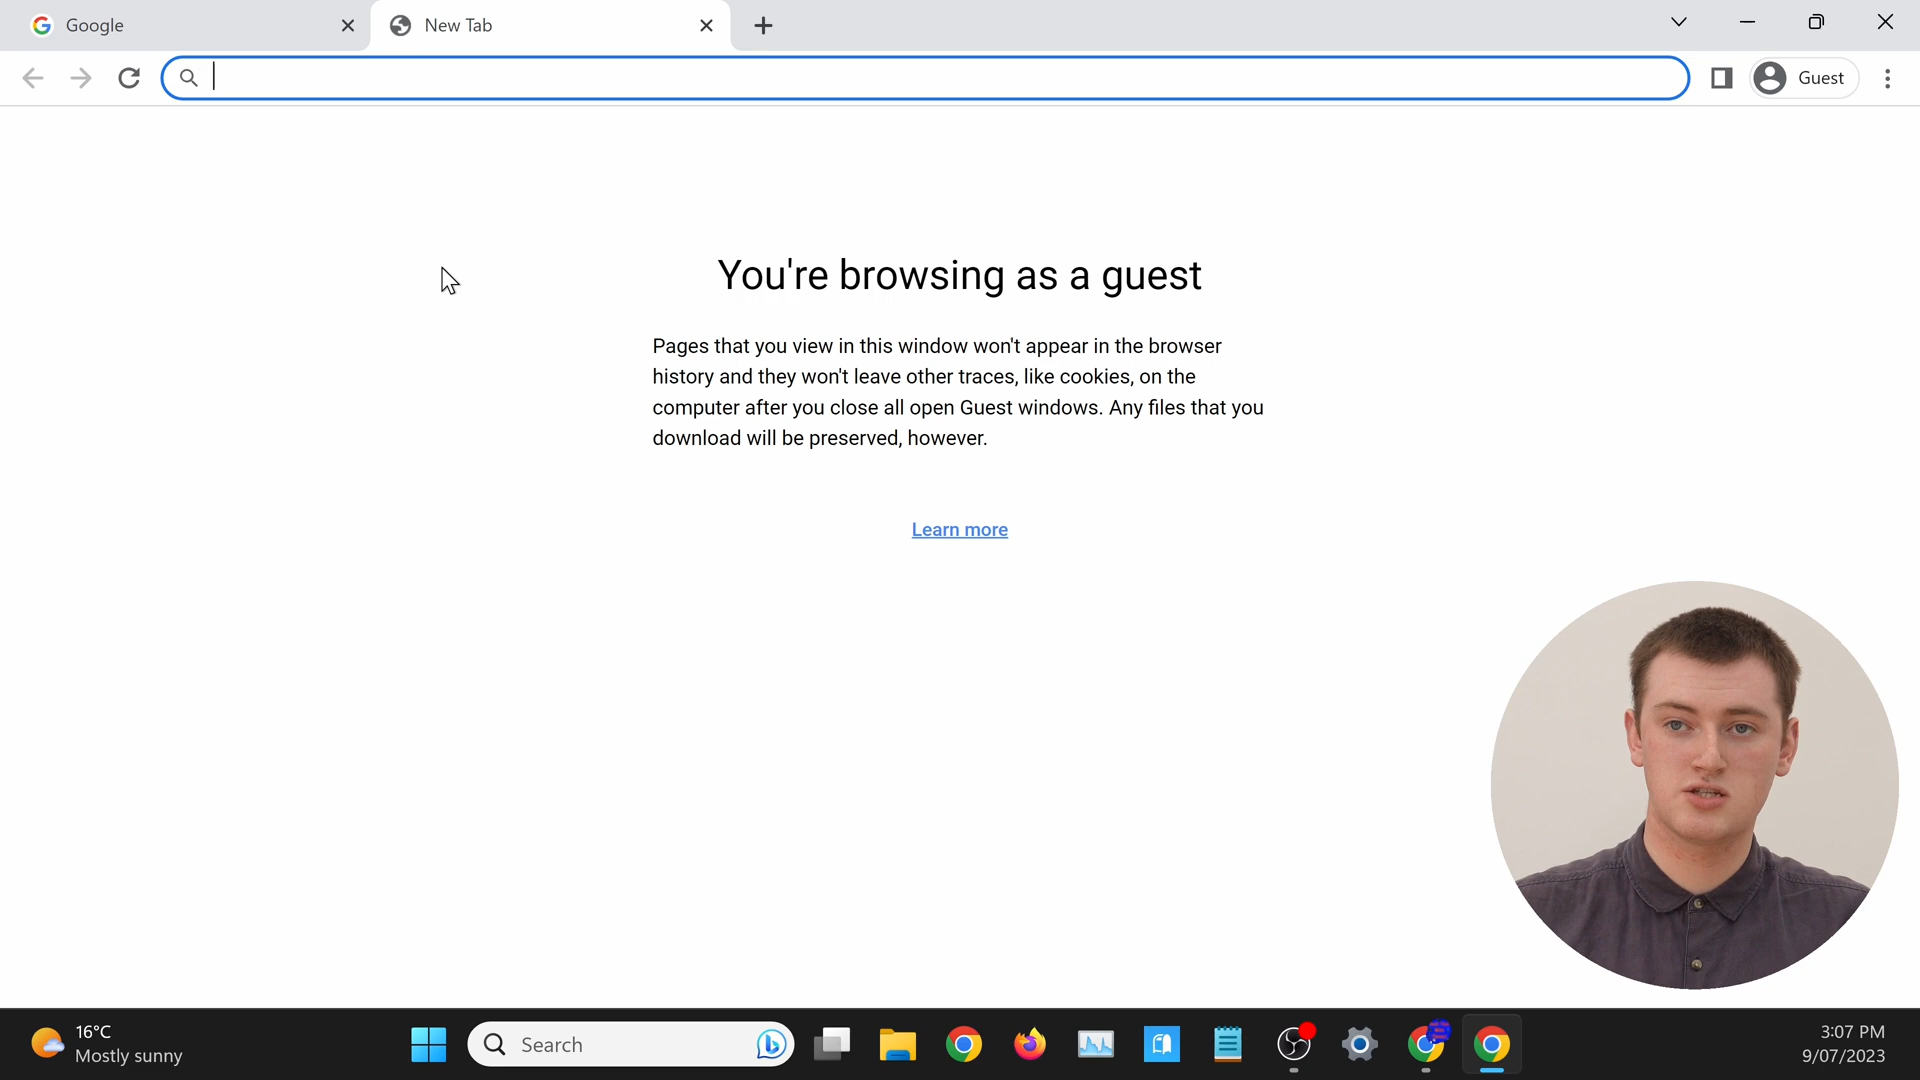 Google
New Tab
Guest
You're browsing as a guest
Pages that you view in this window won't appear in the browser
history and they won't leave other traces, like cookies, on the
computer after you close all open Guest windows. Any files that you
download will be preserved, however.
Learn more
16°C
Mostly sunny
Search
3:07 PM
9/07/2023